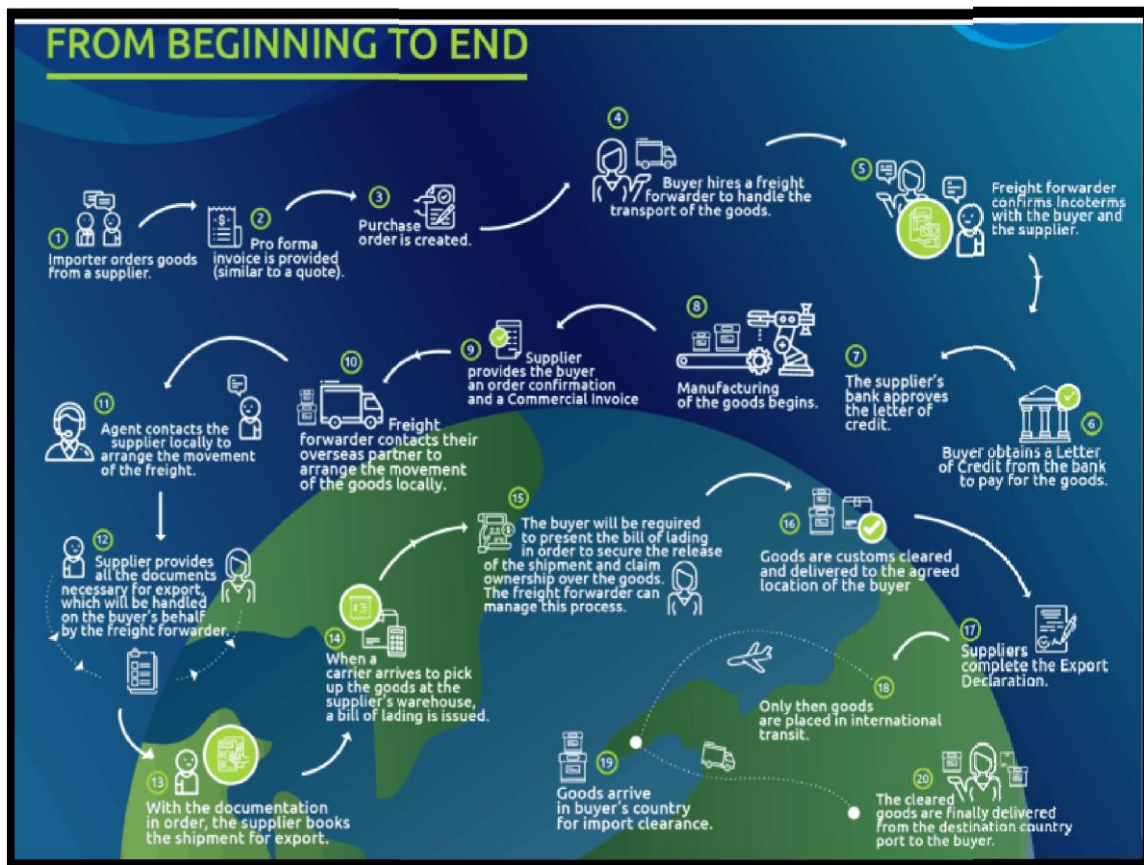 FROM BEGINNING TO END
1
Importer orders goods
from a supplier.
2
Pro forma
invoice is provided
(similar to a quote).
3
Purchase
order is created.
4
Buyer hires a freight
forwarder to handle the
transport of the goods.
5
Freight forwarder
confirms Incoterms
with the buyer and
the supplier.
6
Buyer obtains a Letter
of Credit from the bank
to pay for the goods.
7
The supplier's
bank approves
the letter of
credit.
8
Manufacturing
of the goods begins.
9
Supplier
provides the buyer
an order confirmation
and a Commercial Invoice
10
Freight
forwarder contacts their
overseas partner to
arrange the movement
of the goods locally.
11
Agent contacts the
supplier locally to
arrange the movement
of the freight.
12
Supplier provides
all the documents
necessary for export,
which will be handled
on the buyer's behalf
by the freight forwarder.
13
With the documentation
in order, the supplier books
the shipment for export.
14
When a
carrier arrives to pick
up the goods at the
supplier's warehouse,
a bill of lading is issued.
15
The buyer will be required
to present the bill of lading
in order to secure the release
of the shipment and claim
ownership over the goods.
The freight forwarder can
manage this process.
16
Goods are customs cleared
and delivered to the agreed
location of the buyer
17
Suppliers
complete the Export
Declaration.
18
Only then goods
are placed in international
transit.
19
Goods arrive
in buyer's country
for import clearance.
20
The cleared
goods are finally delivered
from the destination country
port to the buyer.